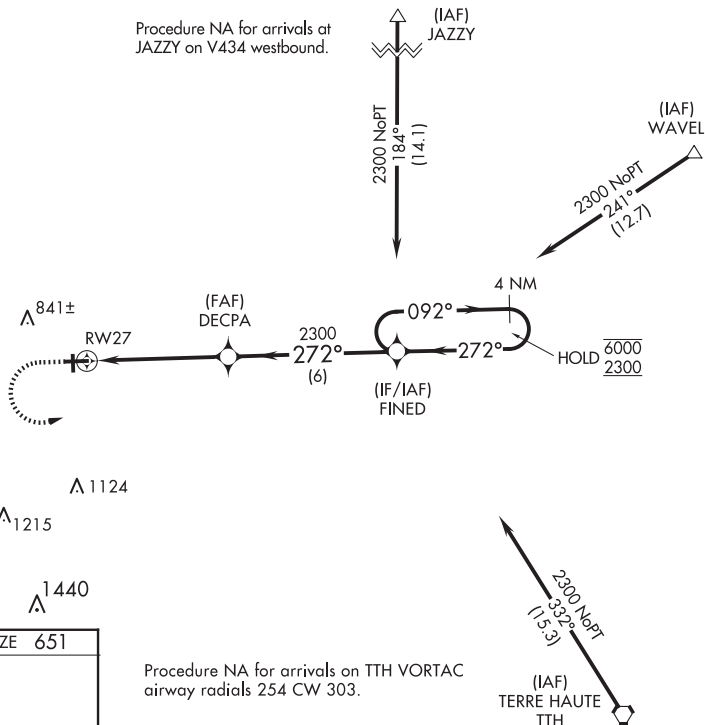 Procedure NA for arrivals at
JAZZY on V434 westbound.
(IAF)
JAZZY
2300 NoPT
184°
(14.1)
(IAF)
WAVEL
2300 NoPT
241°
(12.7)
841±
RW27
(FAF)
DECPA
2300
272°
(6)
092°
4 NM
272°
HOLD 6000
2300
(IF/IAF)
FINED
1124
1215
1440
ZE 651
2300 NoPT
332°
(15.3)
Procedure NA for arrivals on TTH VORTAC
airway radials 254 CW 303.
(IAF)
TERRE HAUTE
TTH